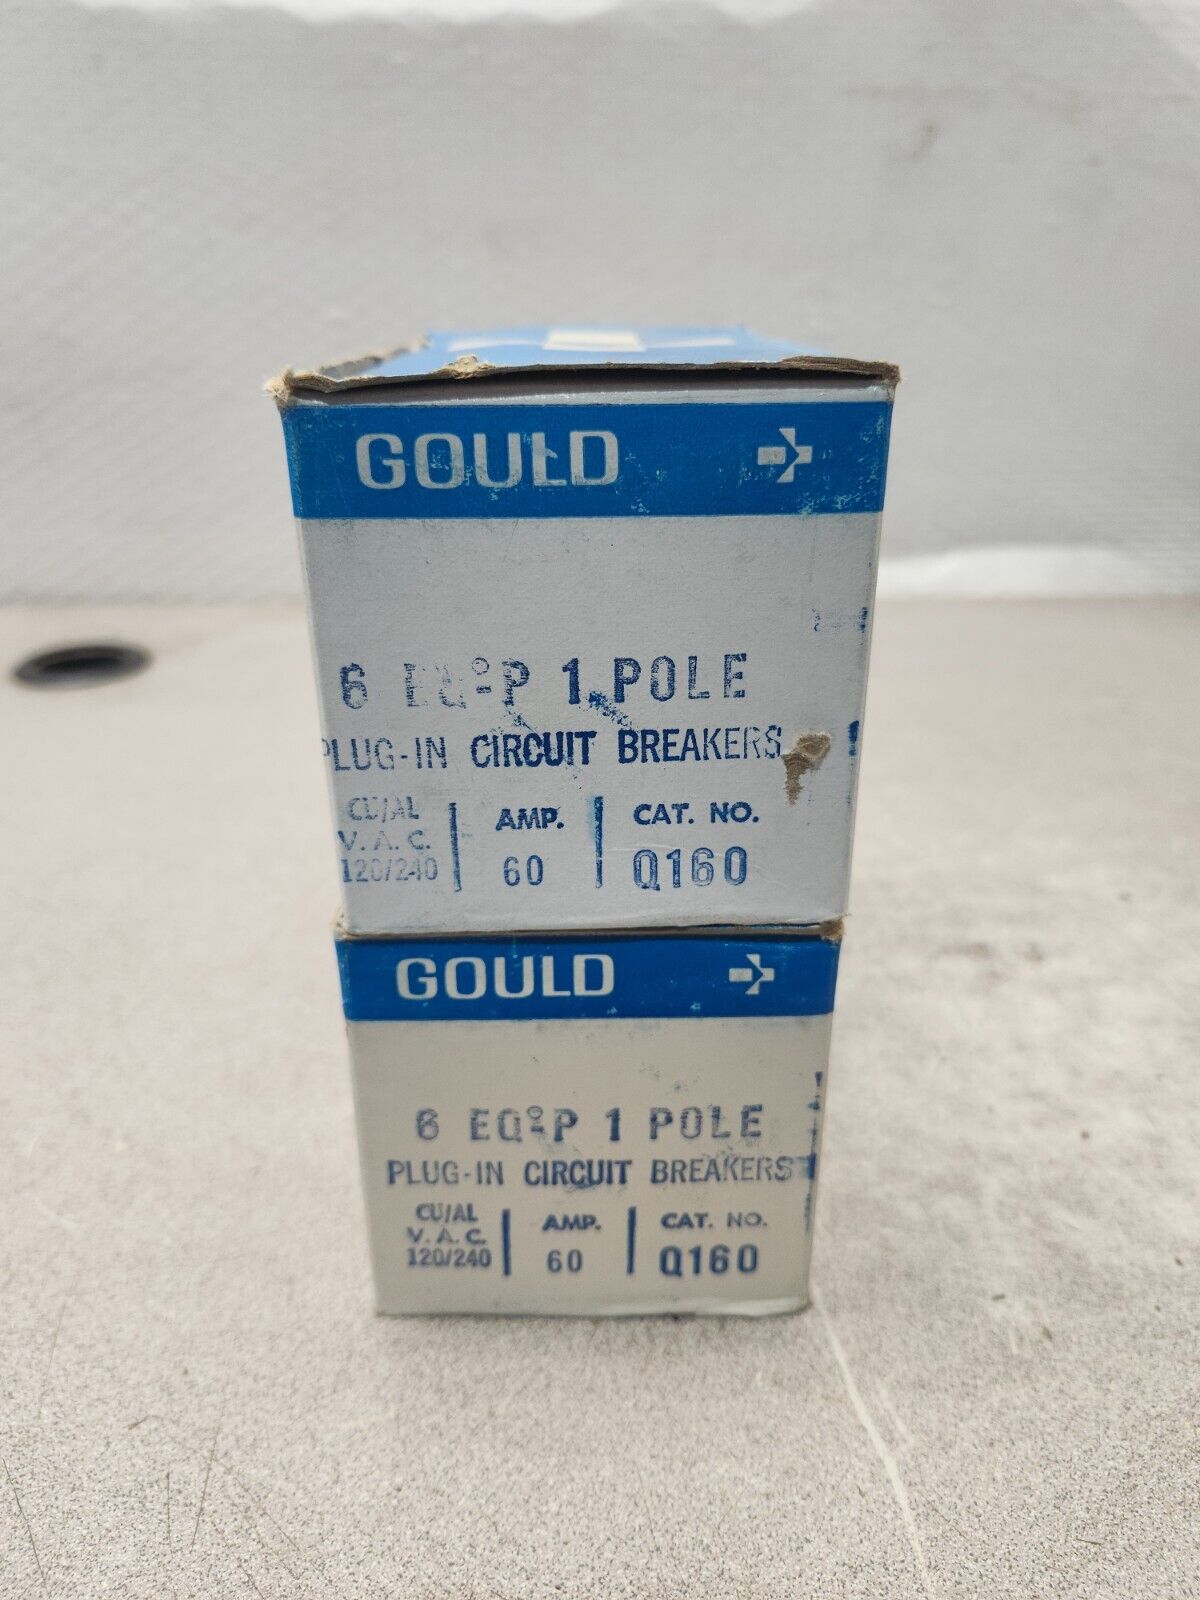 GOULD
6 EQ-P 1 POLE
PLUG-IN CIRCUIT BREAKERS
CU/AL
V. A. C.
120/240
AMP.
60
CAT. NO.
Q160
GOULD
6 EQ-P 1 POLE
PLUG-IN CIRCUIT BREAKERS
CU/AL
V. A. C.
120/240
AMP.
60
CAT. NO.
Q160